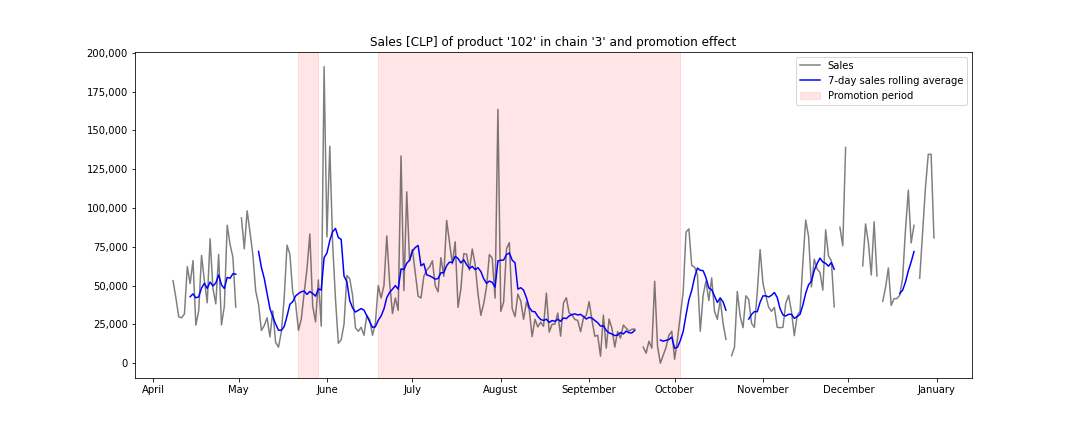 Sales [CLP] of product '102' in chain '3' and promotion effect
200,000
175,000
150,000
125,000
100,000
75,000
50,000
25,000
0
Sales
7-day sales rolling average
Promotion period
April May June July August September October November December January